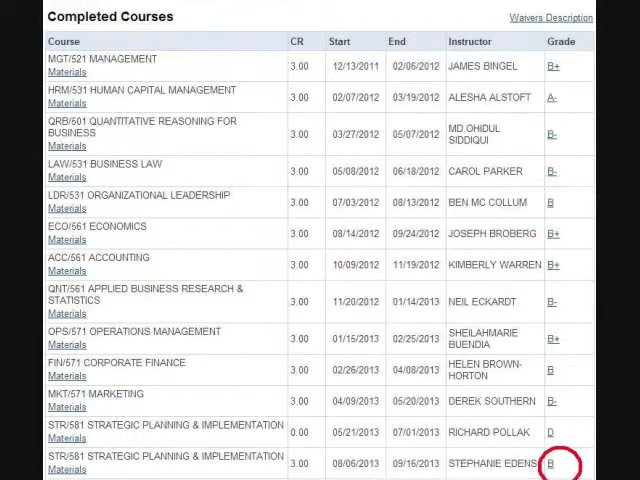 Completed Courses Waivers Description
Course CR Start End Instructor Grade
MGT/521 MANAGEMENT
Materials 3.00 12/13/2011 02/06/2012 JAMES BINGEL B+
HRM/531 HUMAN CAPITAL MANAGEMENT
Materials 3.00 02/07/2012 03/19/2012 ALESHA ALSTOFT A-
QRB/501 QUANTITATIVE REASONING FOR
BUSINESS
Materials 3.00 03/27/2012 05/07/2012 MD OHIDUL
SIDDIQUI B-
LAW/531 BUSINESS LAW
Materials 3.00 05/08/2012 06/18/2012 CAROL PARKER B-
LDR/531 ORGANIZATIONAL LEADERSHIP
Materials 3.00 07/03/2012 08/13/2012 BEN MC COLLUM B
ECO/561 ECONOMICS
Materials 3.00 08/14/2012 09/24/2012 JOSEPH BROBERG B+
ACC/561 ACCOUNTING
Materials 3.00 10/09/2012 11/19/2012 KIMBERLY WARREN B+
QNT/561 APPLIED BUSINESS RESEARCH &
STATISTICS
Materials 3.00 11/20/2012 01/14/2013 NEIL ECKARDT B-
OPS/571 OPERATIONS MANAGEMENT
Materials 3.00 01/15/2013 02/25/2013 SHEILAHMARIE
BUENDIA B+
FIN/571 CORPORATE FINANCE
Materials 3.00 02/26/2013 04/08/2013 HELEN BROWN-
HORTON B
MKT/571 MARKETING
Materials 3.00 04/09/2013 05/20/2013 DEREK SOUTHERN B-
STR/581 STRATEGIC PLANNING & IMPLEMENTATION
Materials 0.00 05/21/2013 07/01/2013 RICHARD POLLAK D
STR/581 STRATEGIC PLANNING & IMPLEMENTATION
Materials 3.00 08/06/2013 09/16/2013 STEPHANIE EDENS B